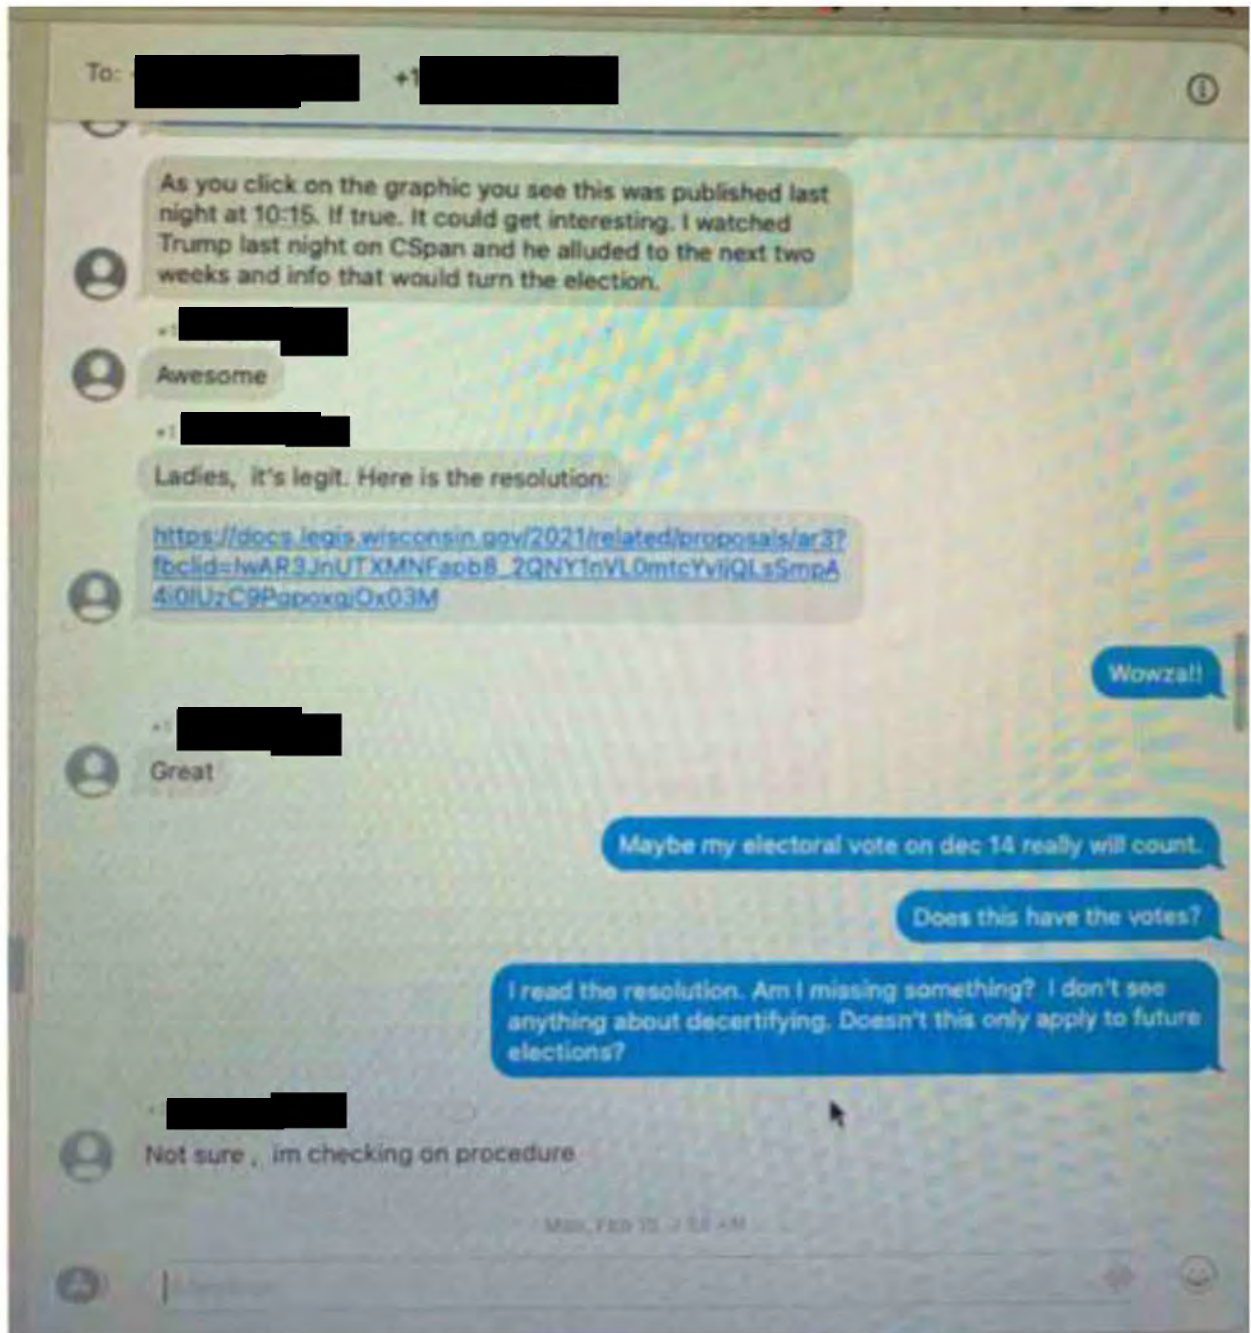 To:
+1
As you click on the graphic you see this was published last
night at 10:15. If true. It could get interesting. I watched
Trump last night on CSpan and he alluded to the next two
weeks and info that would turn the election.
+1
Awesome
+1
Ladies, it's legit. Here is the resolution:
https://docs.legis.wisconsin.gov/2021/related/proposals/ar3?
Wowza!!
+1
Great
Maybe my electoral vote on dec 14 really will count.
Does this have the votes?
I read the resolution. Am I missing something? I don't see
anything about decertifying. Doesn't this only apply to future
elections?
Not sure , im checking on procedure
Mon, Feb
AM